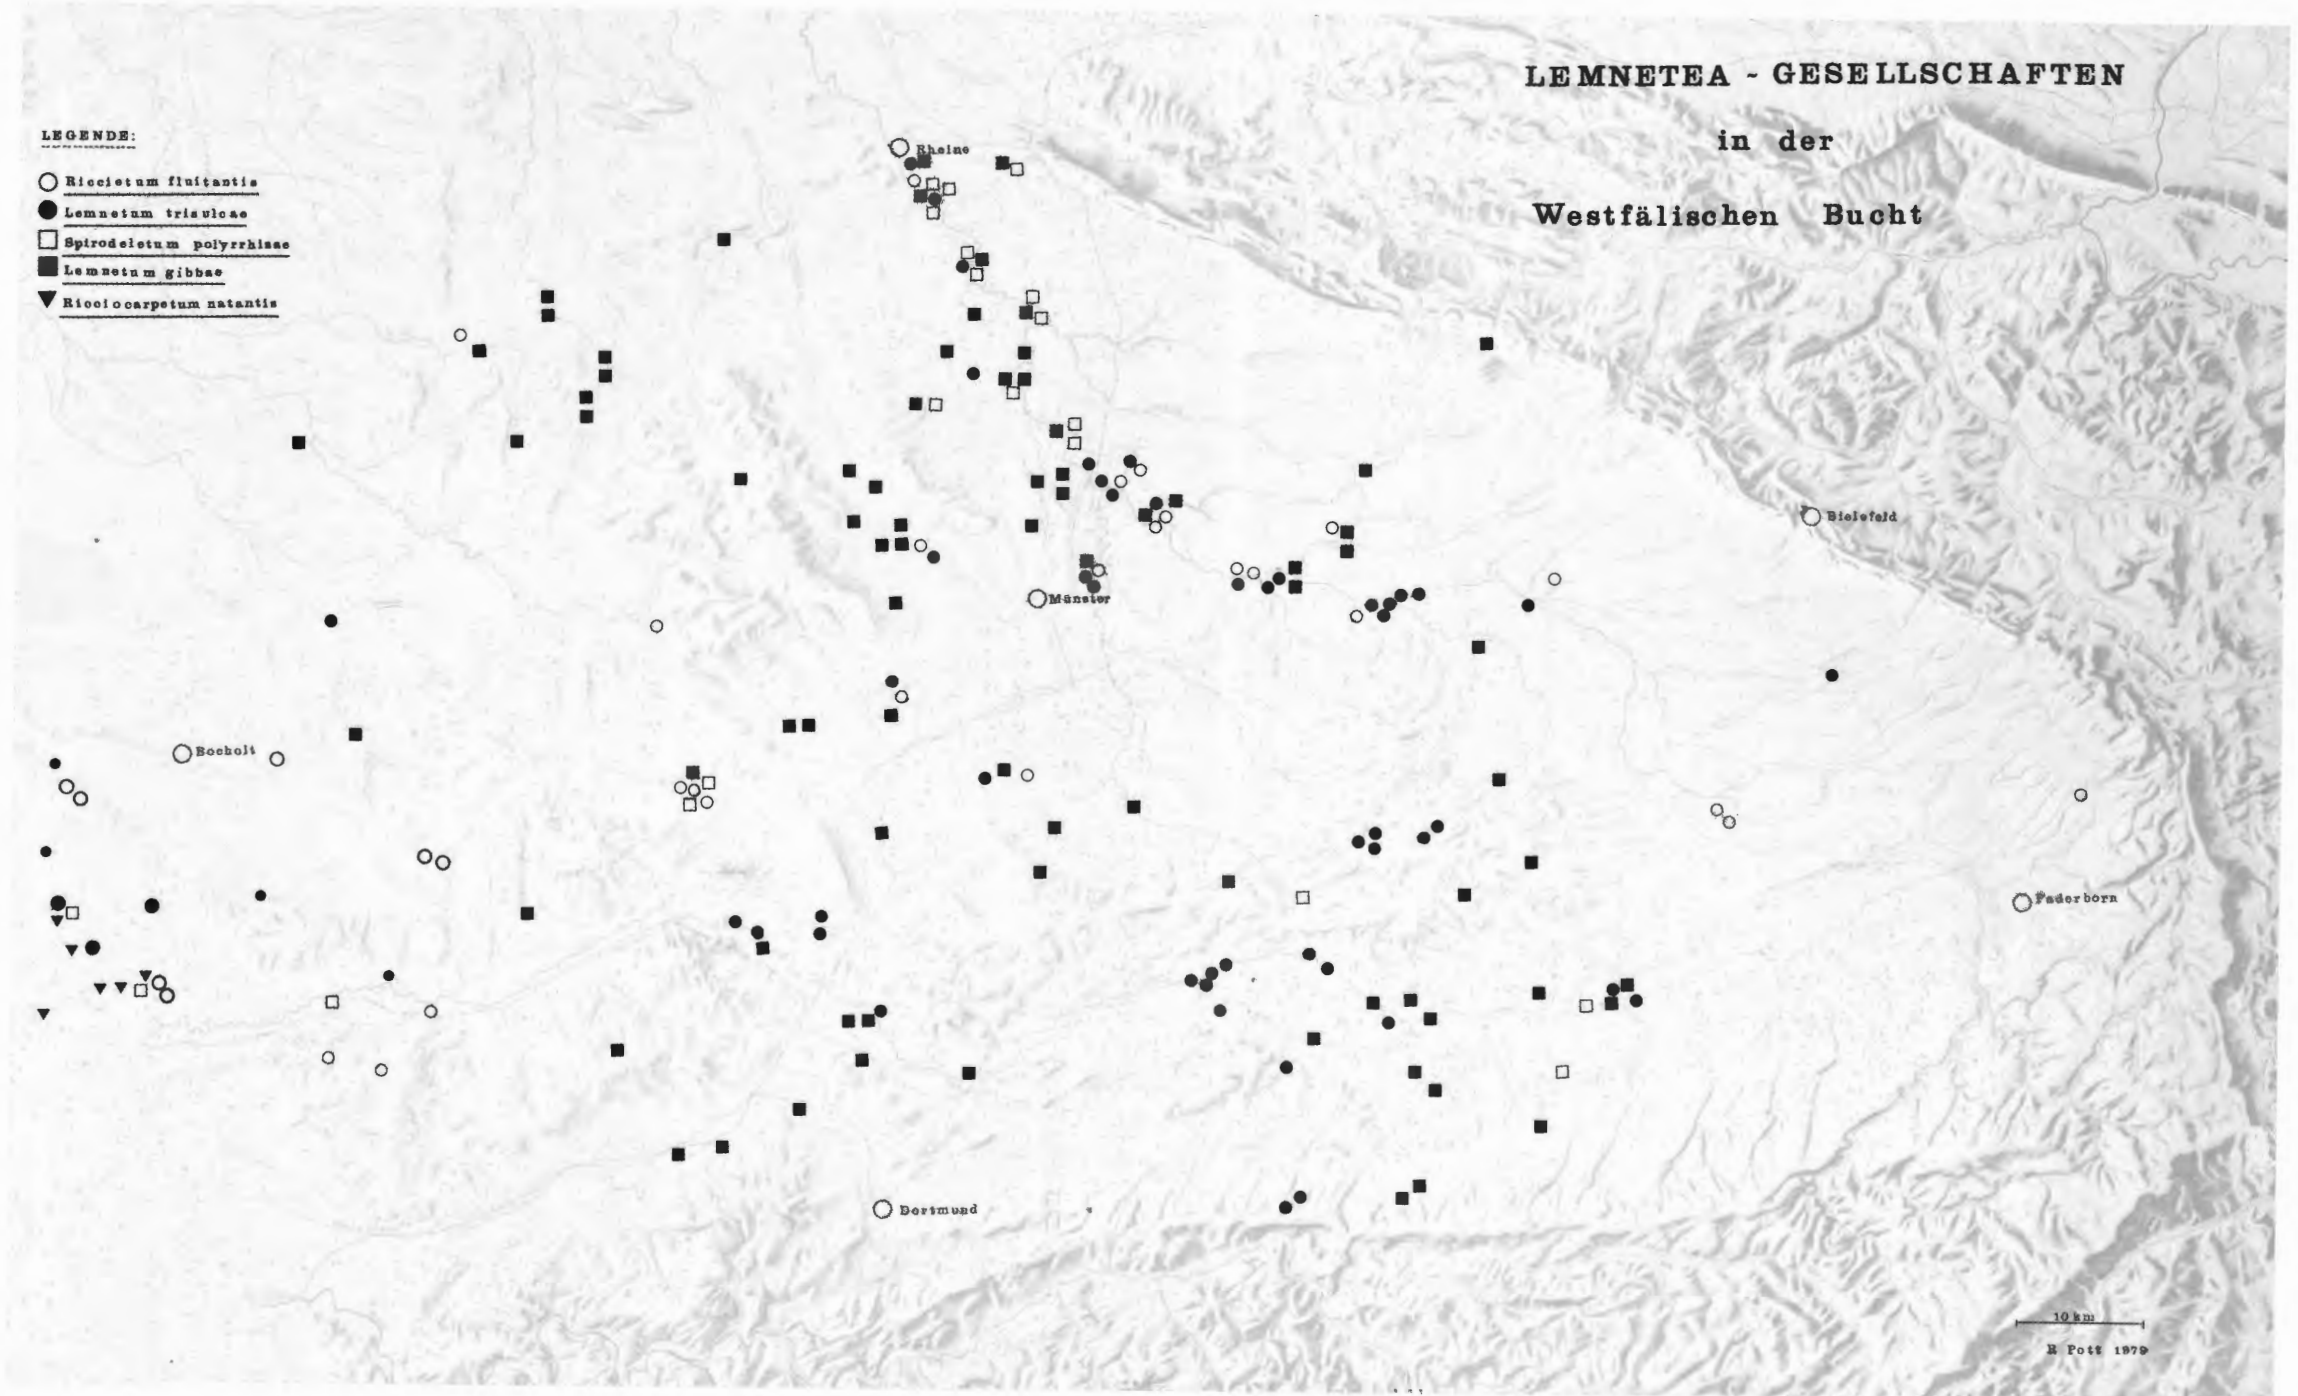 LEMNETEA - GESELLSCHAFTEN
in der
Westfälischen Bucht
LEGENDE:
Riccietum fluitantis
Lemnetum trisulcae
Spirodeletum polyrrhizae
Lemnetum gibbae
Ricciocarpetum natantis
Rheine
Bielefeld
Münster
Bocholt
Paderborn
Dortmund
10 km
R Pott 1979